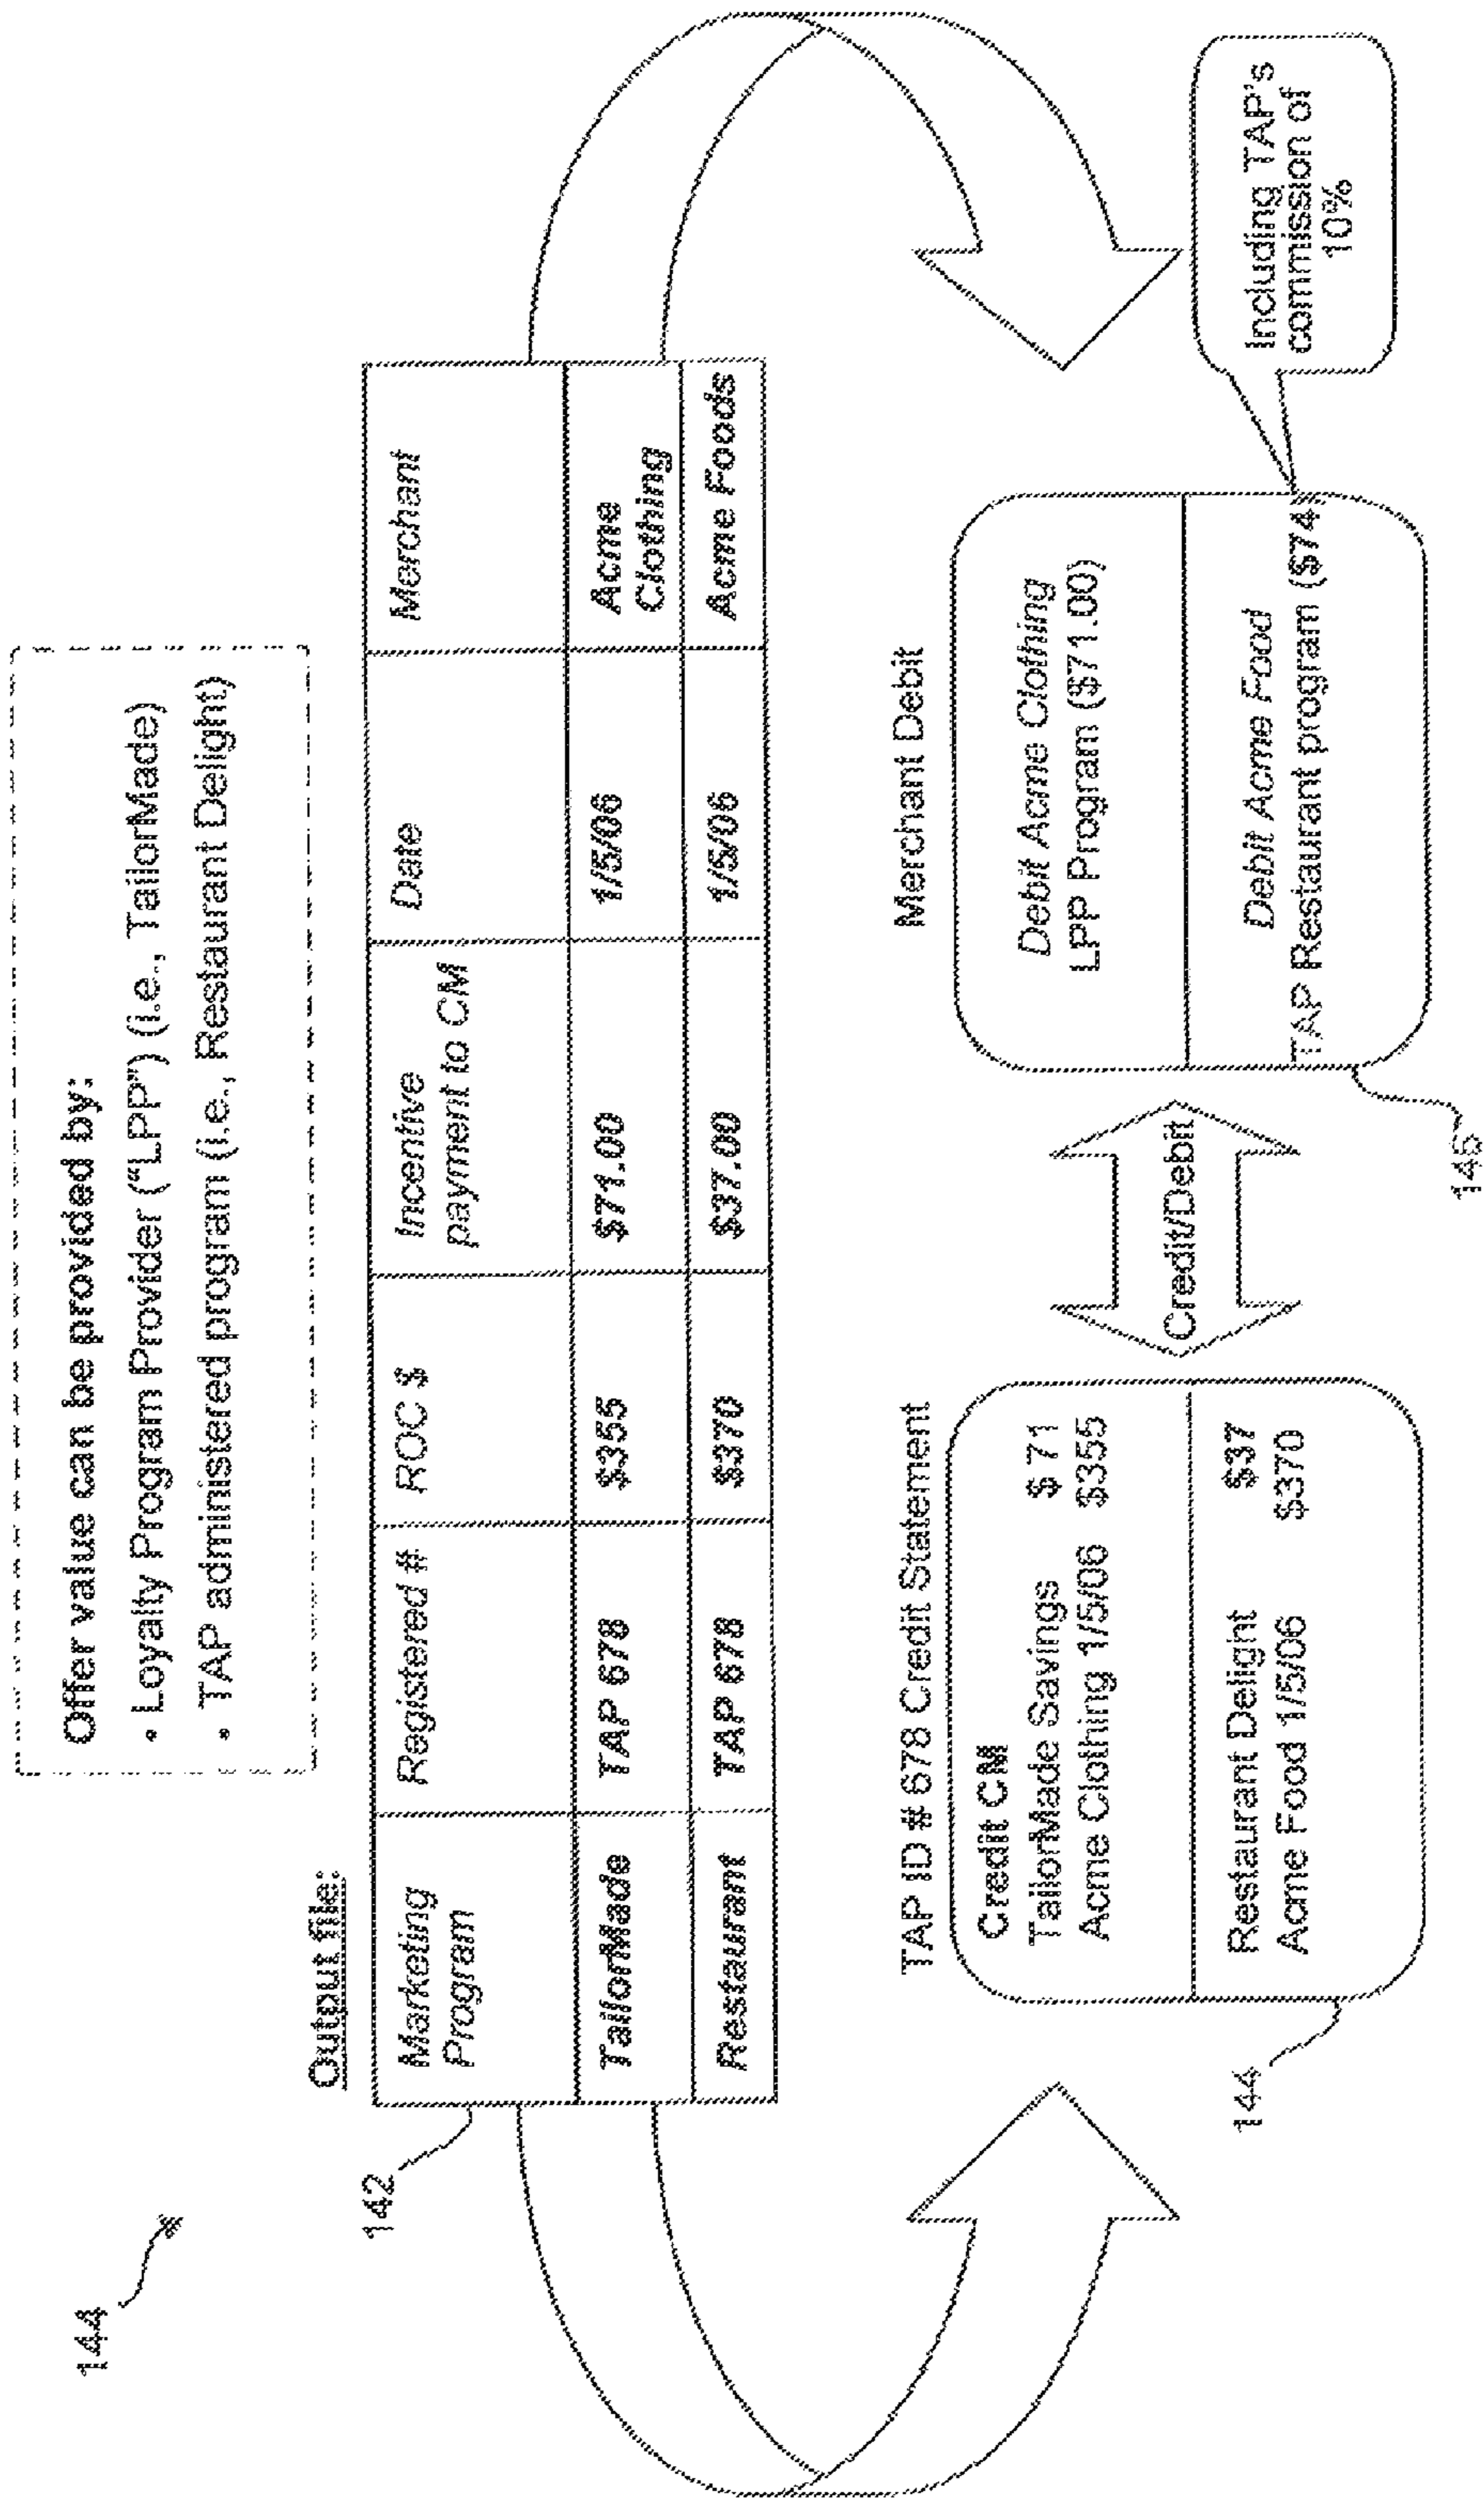 144
Offer value can be provided by:
• Loyalty Program Provider ("LPP") (i.e., TailorMade)
• TAP administered program (i.e., Restaurant Delight)
Output file:
142
Marketing Program | Registered # | ROC $ | Incentive payment to CM | Date | Merchant
TailorMade | TAP 678 | $355 | $71.00 | 1/5/06 | Acme Clothing
Restaurant | TAP 678 | $370 | $37.00 | 1/5/06 | Acme Foods
TAP ID # 678 Credit Statement
Credit CM
TailorMade Savings $ 71
Acme Clothing 1/5/06 $355
Restaurant Delight $37
Acme Food 1/5/06 $370
144
Credit/Debit
Merchant Debit
Debit Acme Clothing
LPP Program ($71.00)
Debit Acme Food
TAP Restaurant program ($74
Including TAP's
commission of
10%